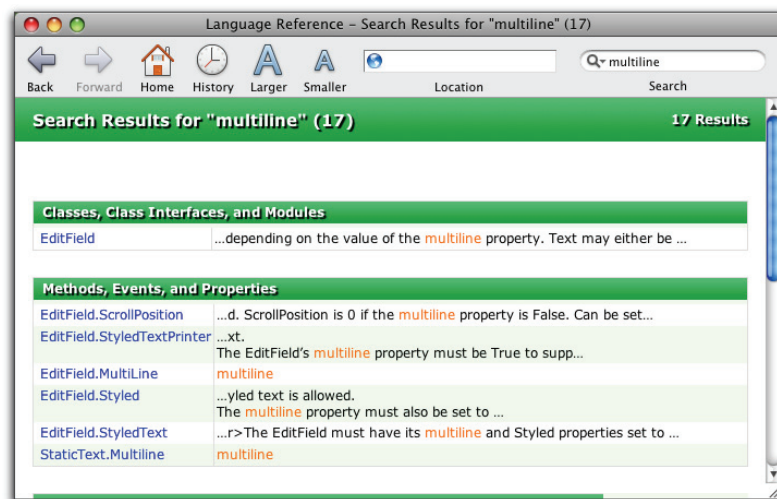 Language Reference – Search Results for "multiline" (17)
Back Forward Home History Larger Smaller Location Search
multiline
Search Results for "multiline" (17) 17 Results
Classes, Class Interfaces, and Modules
EditField ...depending on the value of the multiline property. Text may either be ...
Methods, Events, and Properties
EditField.ScrollPosition ...d. ScrollPosition is 0 if the multiline property is False. Can be set...
EditField.StyledTextPrinter ...xt.
The EditField's multiline property must be True to supp...
EditField.MultiLine multiline
EditField.Styled ...yled text is allowed.
The multiline property must also be set to ...
EditField.StyledText ...r>The EditField must have its multiline and Styled properties set to ...
StaticText.Multiline multiline